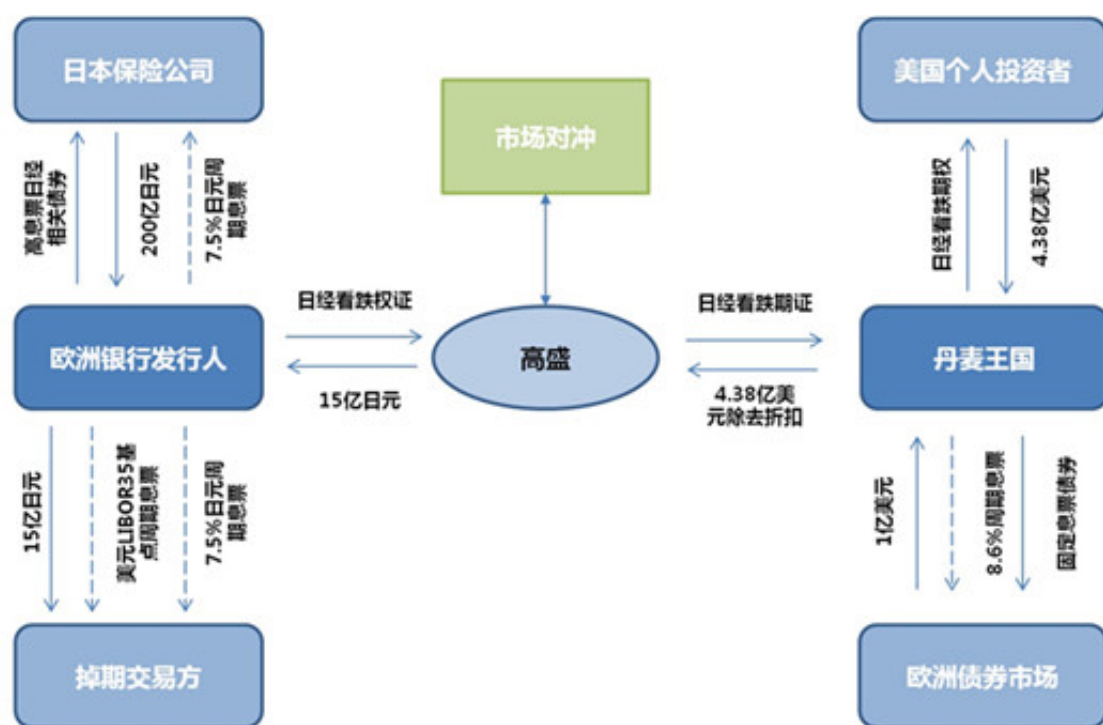 日本保险公司
美国个人投资者
市场对冲
高息票日经
相关债券
200亿日元
7.5%日元周
期息票
日经看跌期权
4.38亿美元
欧洲银行发行人
日经看跌权证
15亿日元
高盛
日经看跌期证
4.38亿美
元除去折扣
丹麦王国
15亿日元
美元LIBOR35基
点周期息票
7.5%日元周
期息票
1亿美元
8.6%周期息票
固定息票债券
掉期交易方
欧洲债券市场